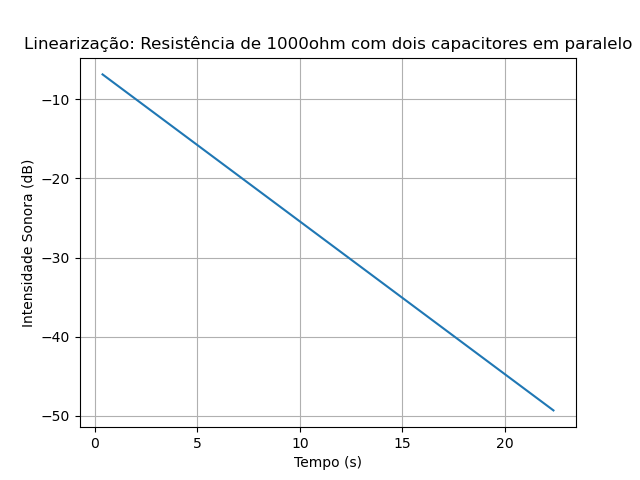 Linearização: Resistência de 1000ohm com dois capacitores em paralelo
−10
−20
−30
−40
−50
Intensidade Sonora (dB)
0 5 10 15 20
Tempo (s)